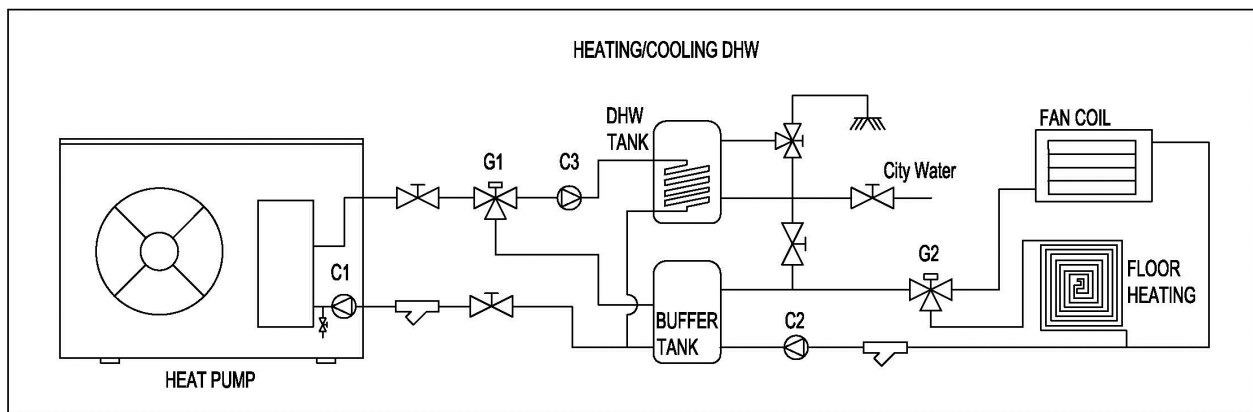 HEATING/COOLING DHW
DHW
TANK
FAN COIL
G1
C3
City Water
C1
G2
FLOOR
HEATING
BUFFER
TANK
C2
HEAT PUMP